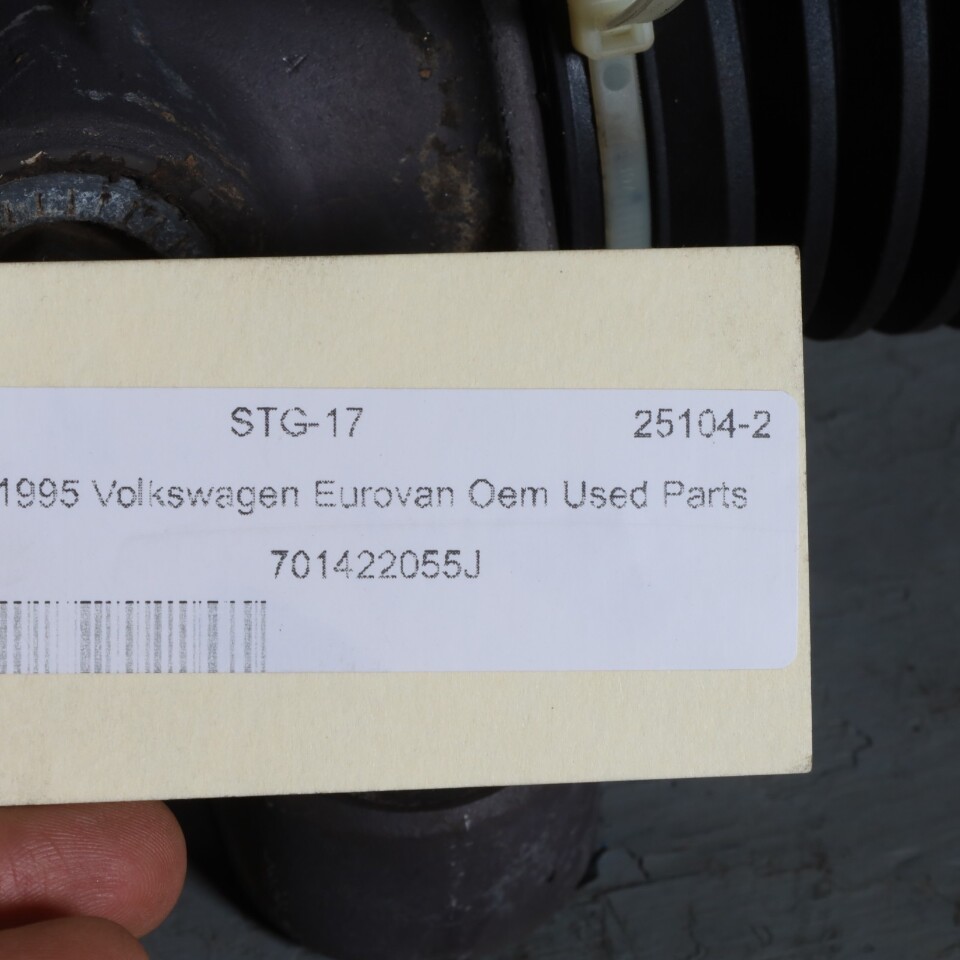 STG-17 25104-2
1995 Volkswagen Eurovan Oem Used Parts
701422055J